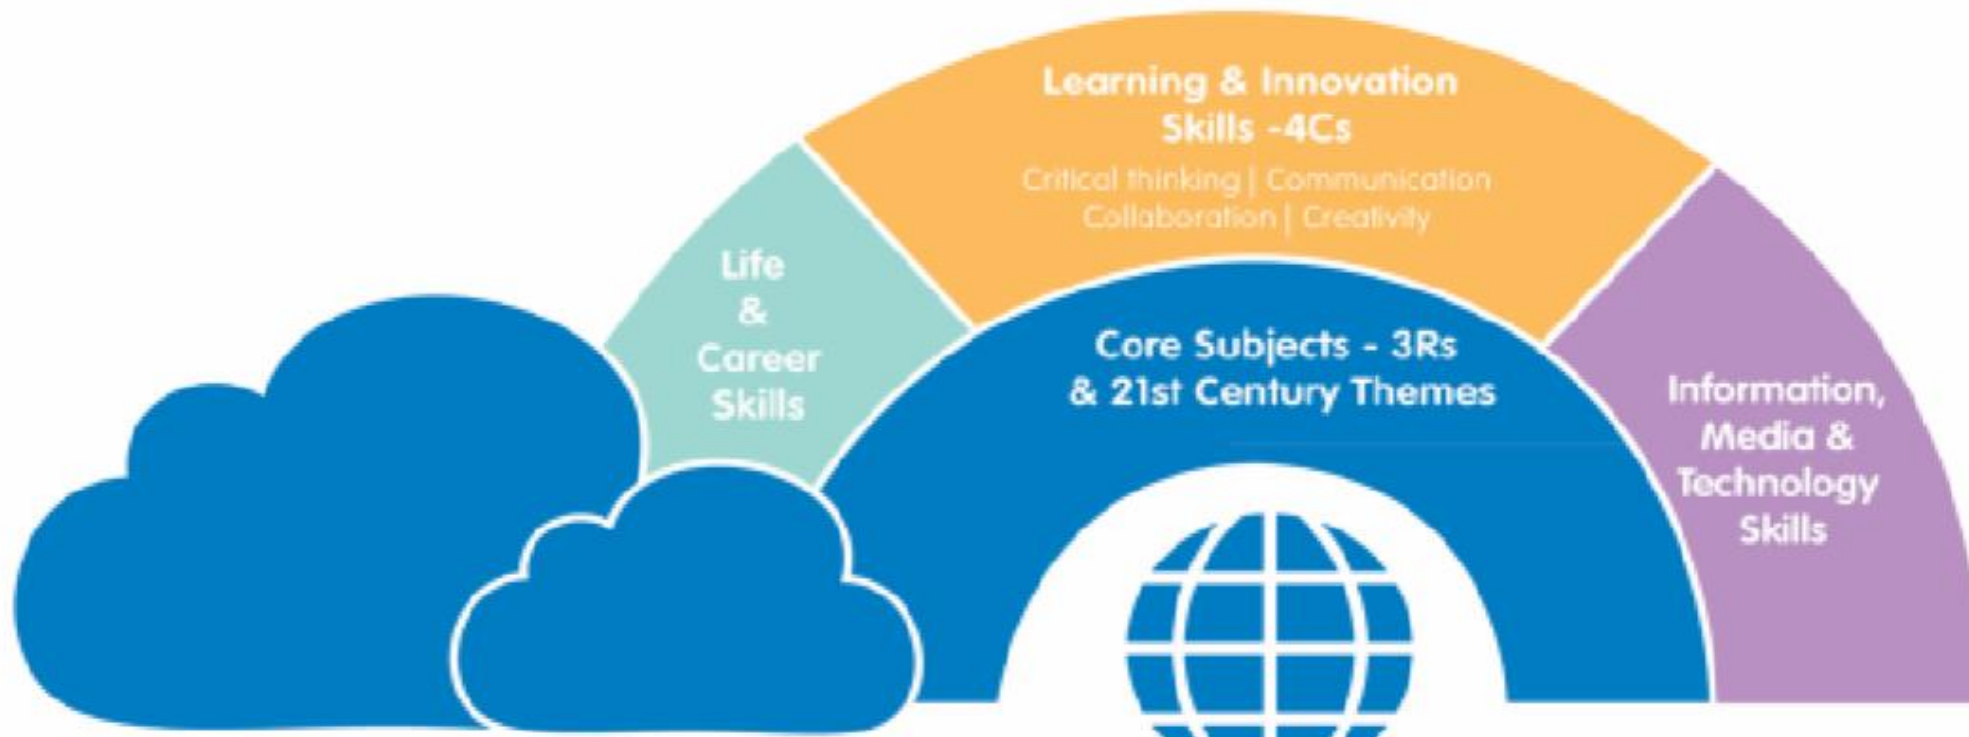 Learning & Innovation
Skills -4Cs
Critical thinking | Communication
Collaboration | Creativity
Life
&
Career
Skills
Core Subjects - 3Rs
& 21st Century Themes
Information,
Media &
Technology
Skills